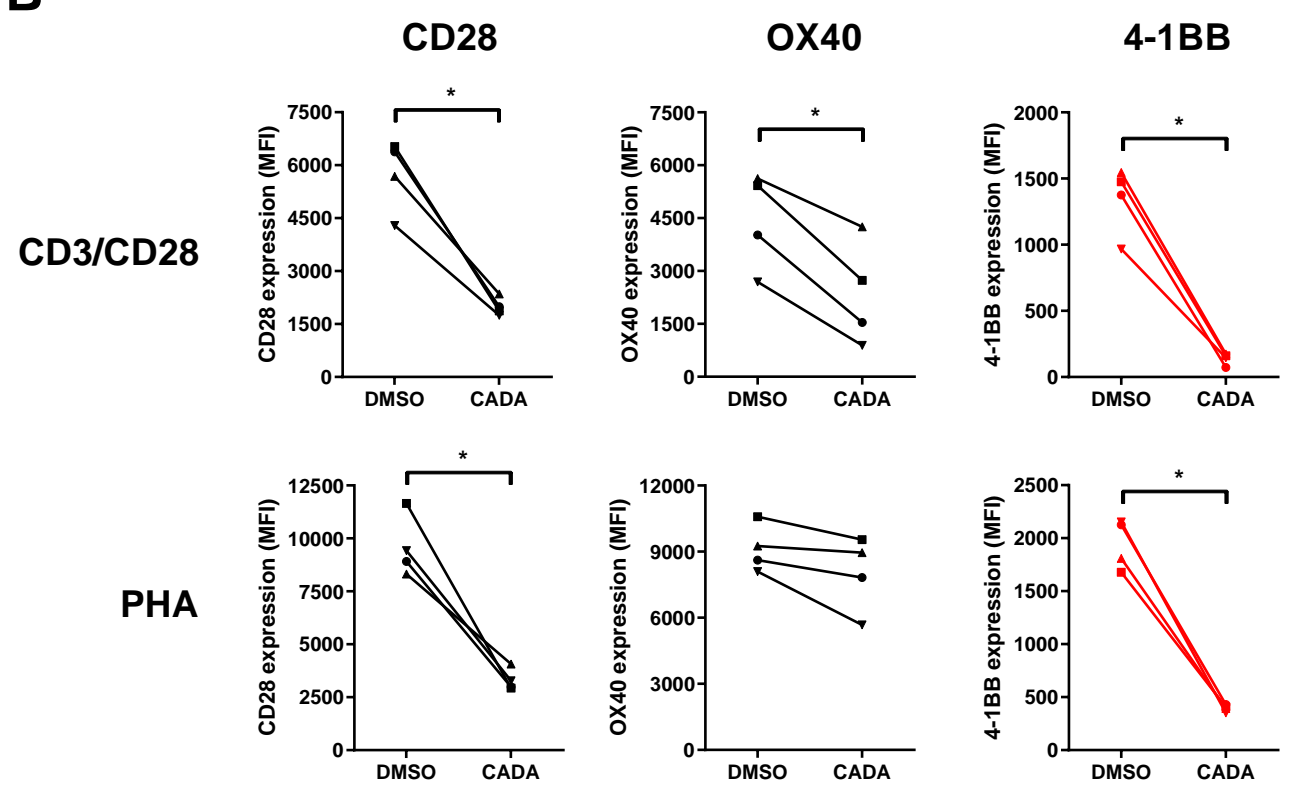 B
CD28 OX40 4-1BB
CD3/CD28
CD28 expression (MFI)
7500
6000
4500
3000
1500
0
*
DMSO CADA
OX40 expression (MFI)
7500
6000
4500
3000
1500
0
*
DMSO CADA
4-1BB expression (MFI)
2000
1500
1000
500
0
*
DMSO CADA
PHA
CD28 expression (MFI)
12500
10000
7500
5000
2500
0
*
DMSO CADA
OX40 expression (MFI)
12000
9000
6000
3000
0
DMSO CADA
4-1BB expression (MFI)
2500
2000
1500
1000
500
0
*
DMSO CADA